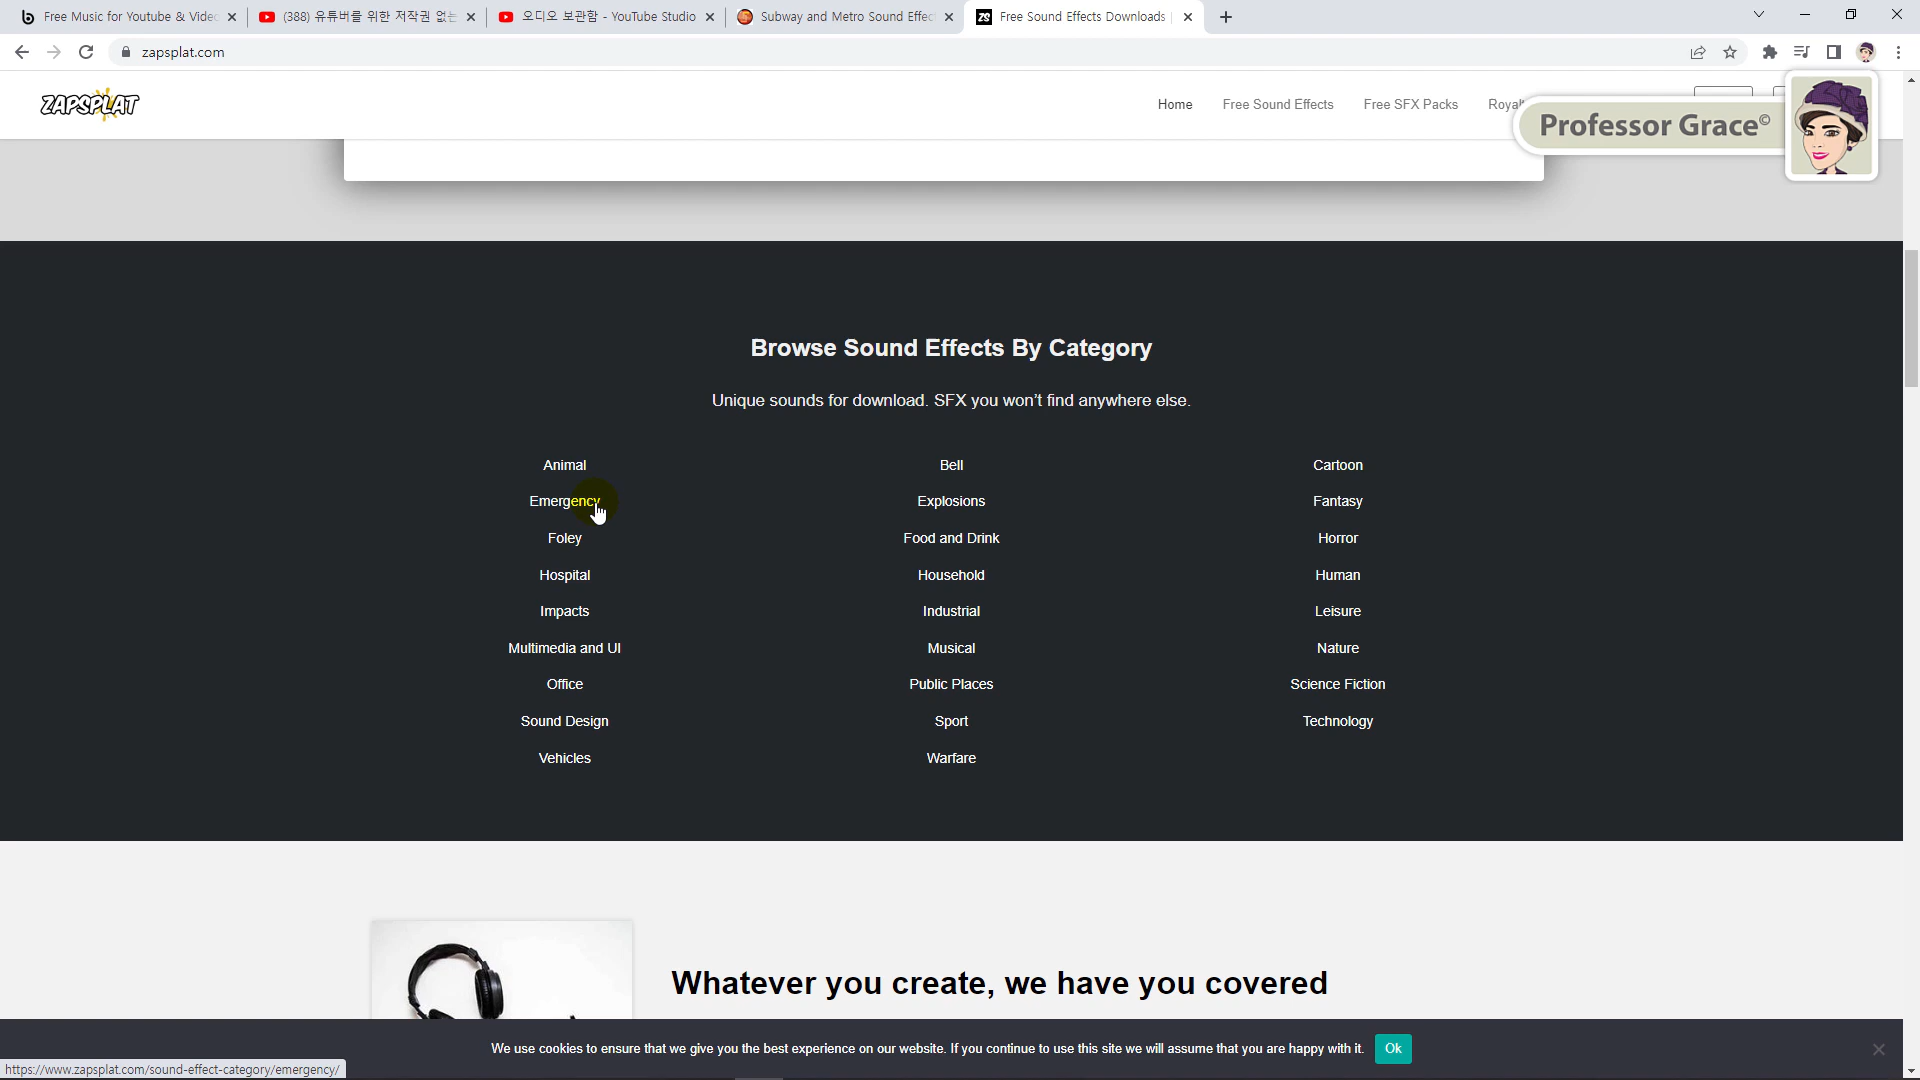 Free Music for Youtube & Video
(388) 유튜버를 위한 저작권 없는
오디오 보관함 - YouTube Studio
Subway and Metro Sound Effec
Free Sound Effects Downloads
zapsplat.com
ZAPSPLAT
Home
Free Sound Effects
Free SFX Packs
Professor Grace©
Browse Sound Effects By Category
Unique sounds for download. SFX you won't find anywhere else.
Animal
Bell
Cartoon
Emergency
Explosions
Fantasy
Foley
Food and Drink
Horror
Hospital
Household
Human
Impacts
Industrial
Leisure
Multimedia and UI
Musical
Nature
Office
Public Places
Science Fiction
Sound Design
Sport
Technology
Vehicles
Warfare
Whatever you create, we have you covered
We use cookies to ensure that we give you the best experience on our website. If you continue to use this site we will assume that you are happy with it.
Ok
https://www.zapsplat.com/sound-effect-category/emergency/